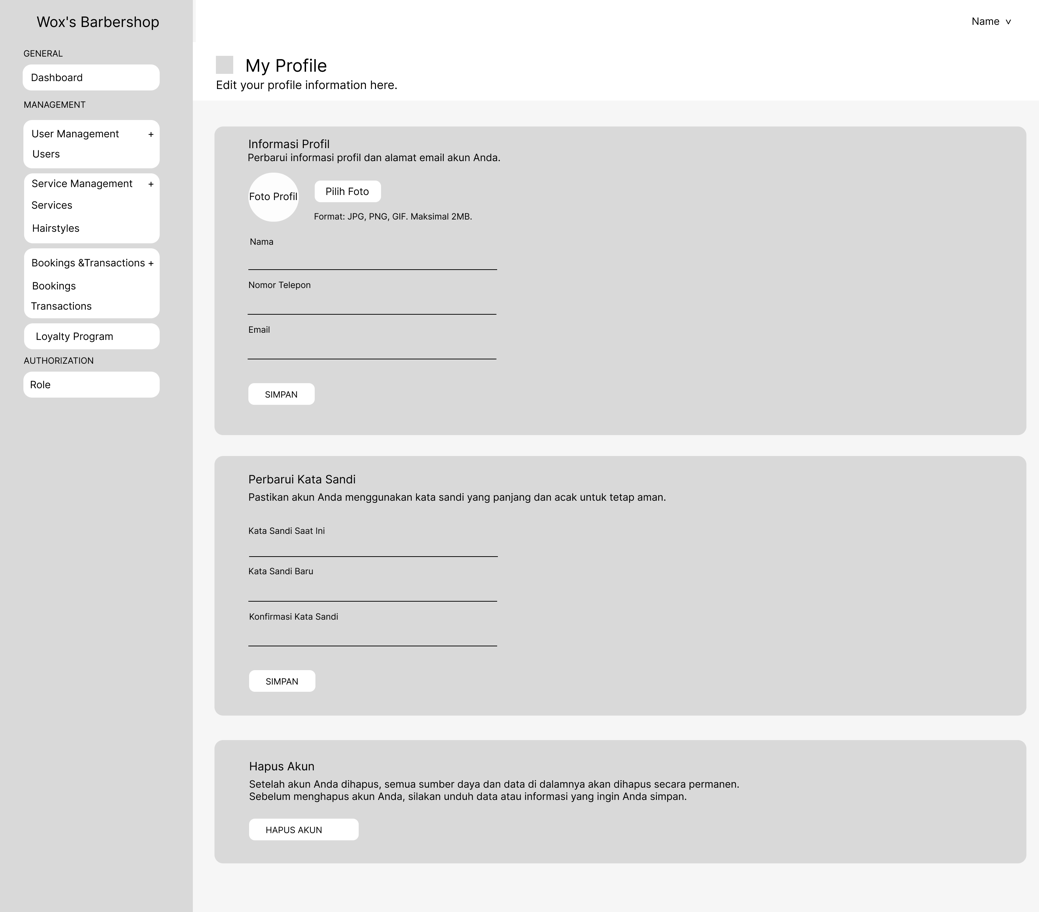 Wox's Barbershop
Name v
GENERAL
Dashboard
MANAGEMENT
User Management +
Users
Service Management +
Services
Hairstyles
Bookings &Transactions +
Bookings
Transactions
Loyalty Program
AUTHORIZATION
Role
My Profile
Edit your profile information here.
Informasi Profil
Perbarui informasi profil dan alamat email akun Anda.
Foto Profil
Pilih Foto
Format: JPG, PNG, GIF. Maksimal 2MB.
Nama
Nomor Telepon
Email
SIMPAN
Perbarui Kata Sandi
Pastikan akun Anda menggunakan kata sandi yang panjang dan acak untuk tetap aman.
Kata Sandi Saat Ini
Kata Sandi Baru
Konfirmasi Kata Sandi
SIMPAN
Hapus Akun
Setelah akun Anda dihapus, semua sumber daya dan data di dalamnya akan dihapus secara permanen.
Sebelum menghapus akun Anda, silakan unduh data atau informasi yang ingin Anda simpan.
HAPUS AKUN